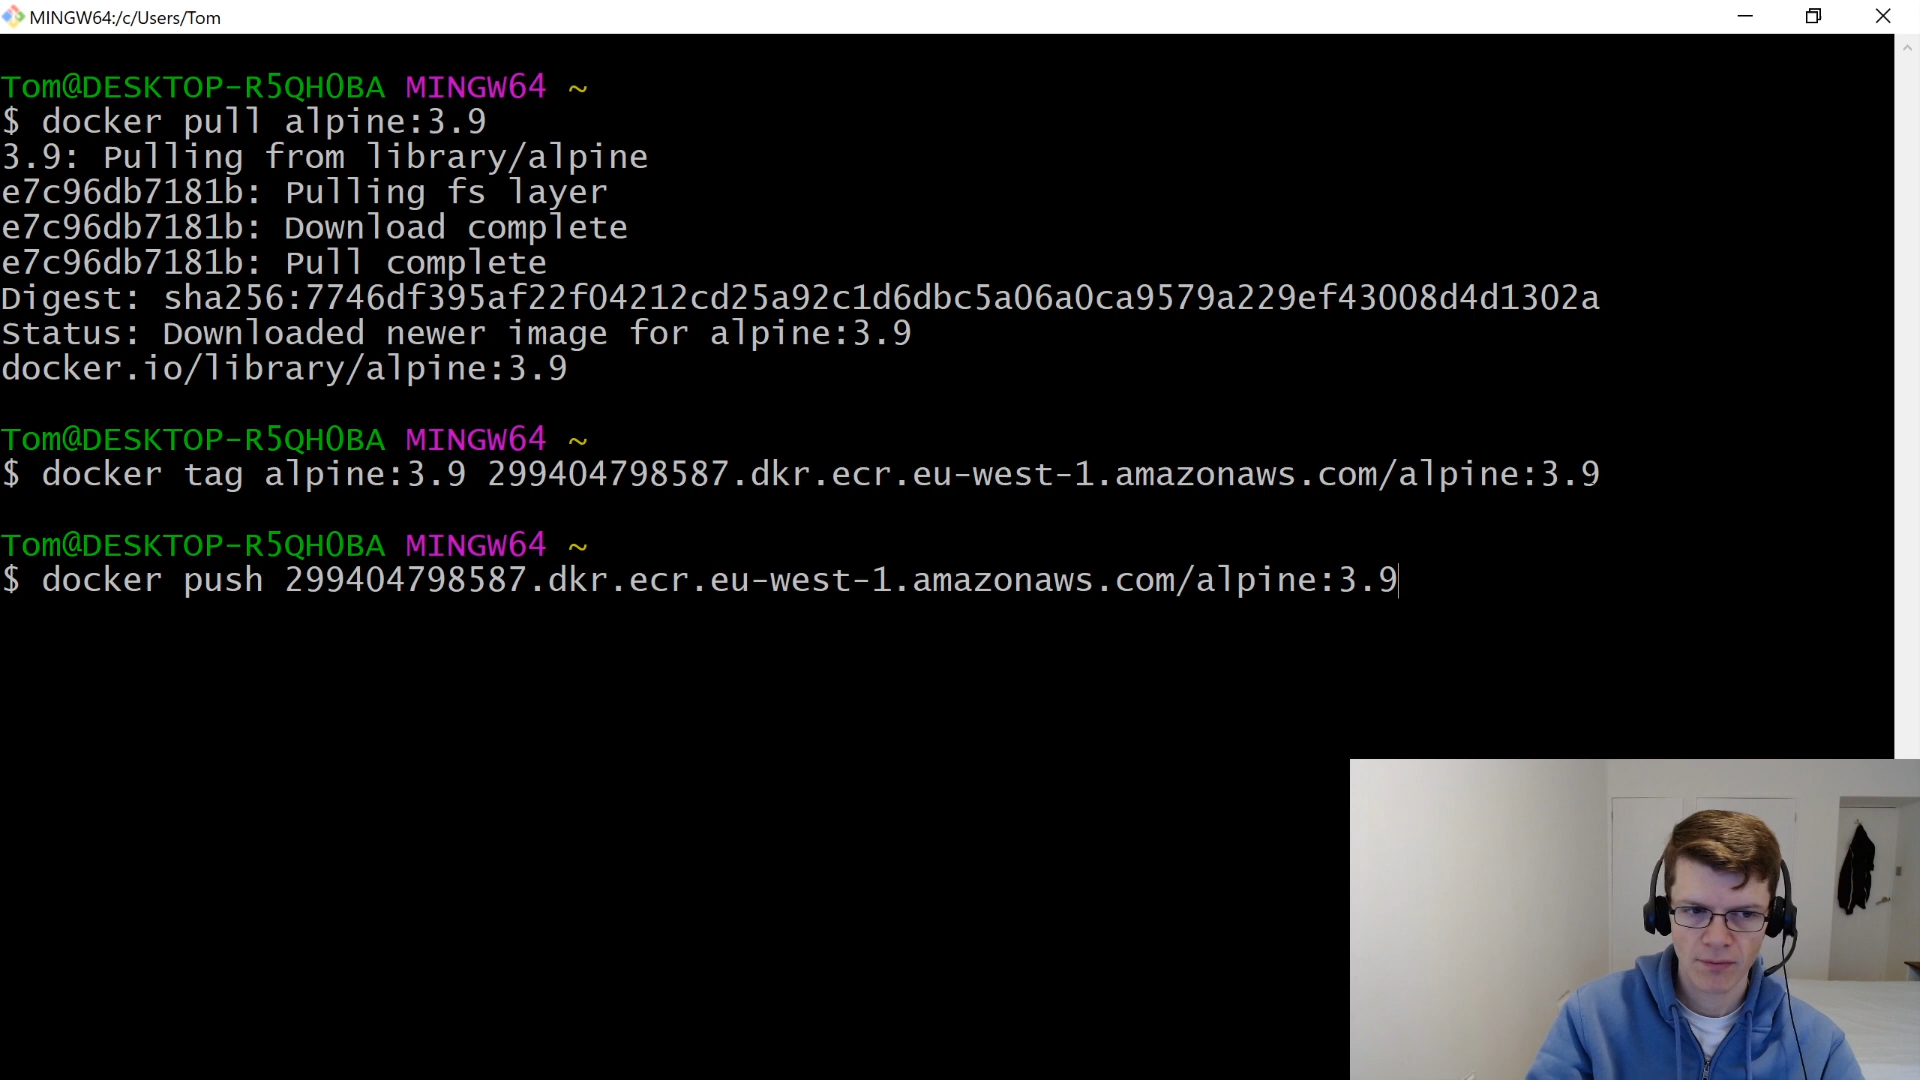 MINGW64:/c/Users/Tom
Tom@DESKTOP-R5QH0BA MINGW64 ~
$ docker pull alpine:3.9
3.9: Pulling from library/alpine
e7c96db7181b: Pulling fs layer
e7c96db7181b: Download complete
e7c96db7181b: Pull complete
Digest: sha256:7746df395af22f04212cd25a92c1d6dbc5a06a0ca9579a229ef43008d4d1302a
Status: Downloaded newer image for alpine:3.9
docker.io/library/alpine:3.9
Tom@DESKTOP-R5QH0BA MINGW64 ~
$ docker tag alpine:3.9 299404798587.dkr.ecr.eu-west-1.amazonaws.com/alpine:3.9
Tom@DESKTOP-R5QH0BA MINGW64 ~
$ docker push 299404798587.dkr.ecr.eu-west-1.amazonaws.com/alpine:3.9